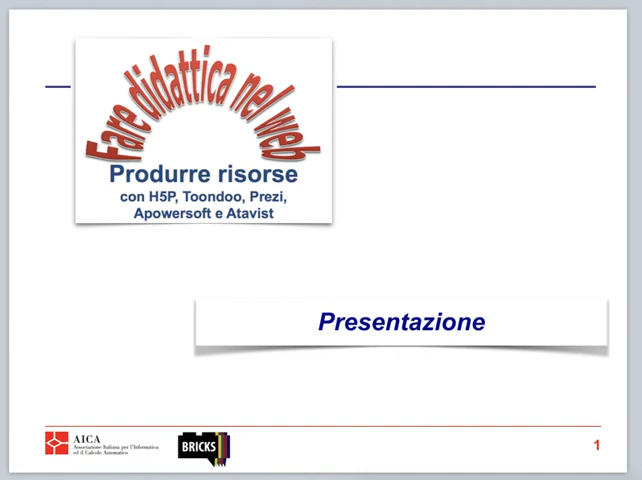 Fare didattica nel web
Produrre risorse
con H5P, Toondoo, Prezi,
Apowersoft e Atavist
Presentazione
AICA
Associazione Italiana per l'Informatica
ed il Calcolo Automatico
BRICKS
1